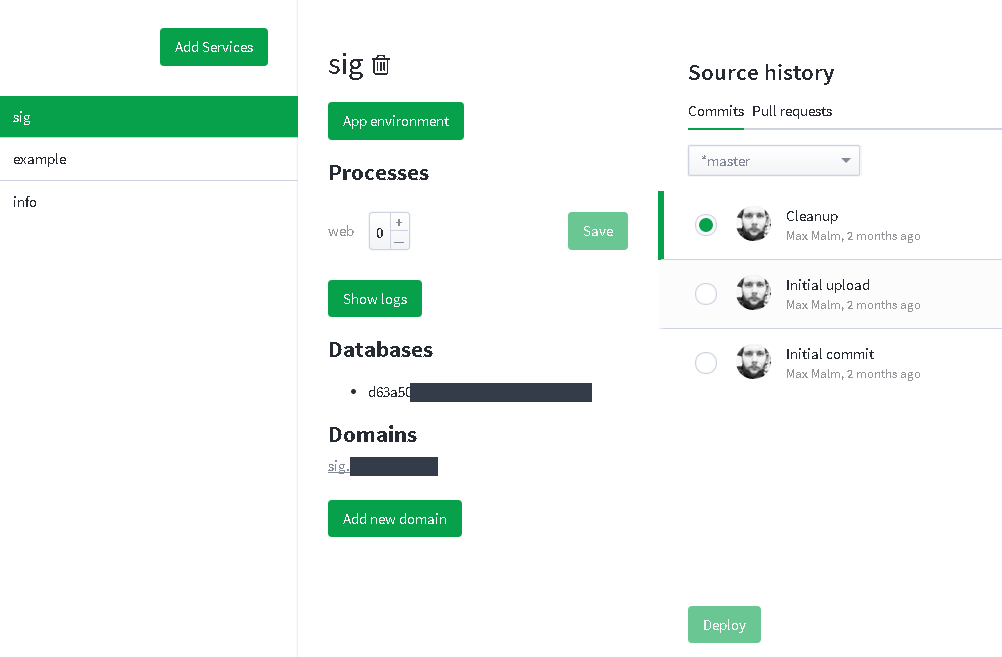 Add Services
sig
example
info
sig
App environment
Processes
web
0
+
—
Save
Show logs
Databases
d63a50
Domains
sig.
Add new domain
Source history
Commits Pull requests
*master
Cleanup
Max Malm, 2 months ago
Initial upload
Max Malm, 2 months ago
Initial commit
Max Malm, 2 months ago
Deploy